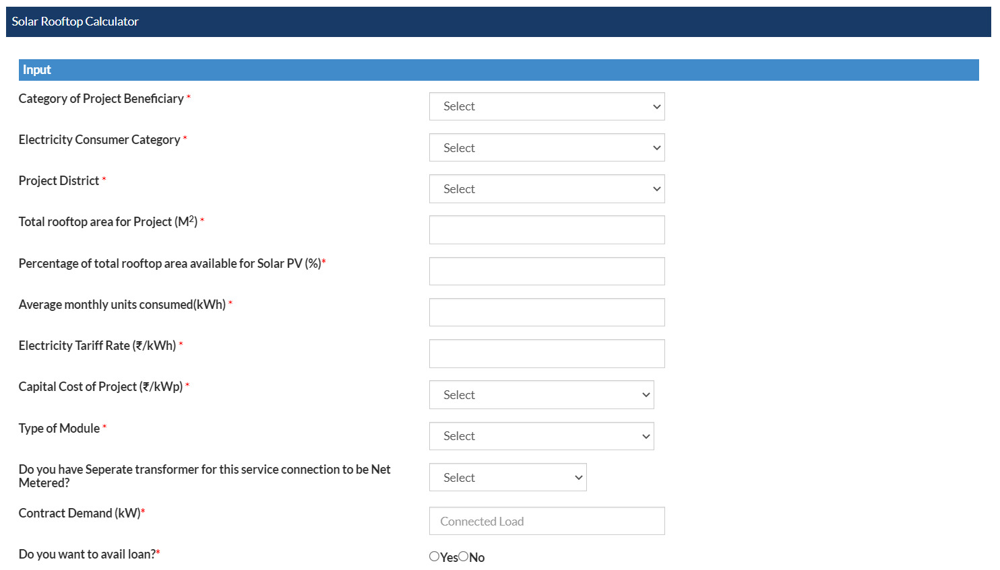 Solar Rooftop Calculator
Input
Category of Project Beneficiary *
Select
Electricity Consumer Category *
Select
Project District *
Select
Total rooftop area for Project (M²) *
Percentage of total rooftop area available for Solar PV (%)*
Average monthly units consumed(kWh) *
Electricity Tariff Rate (₹/kWh) *
Capital Cost of Project (₹/kWp) *
Select
Type of Module *
Select
Do you have Seperate transformer for this service connection to be Net
Metered?
Select
Contract Demand (kW)*
Connected Load
Do you want to avail loan?*
Yes No